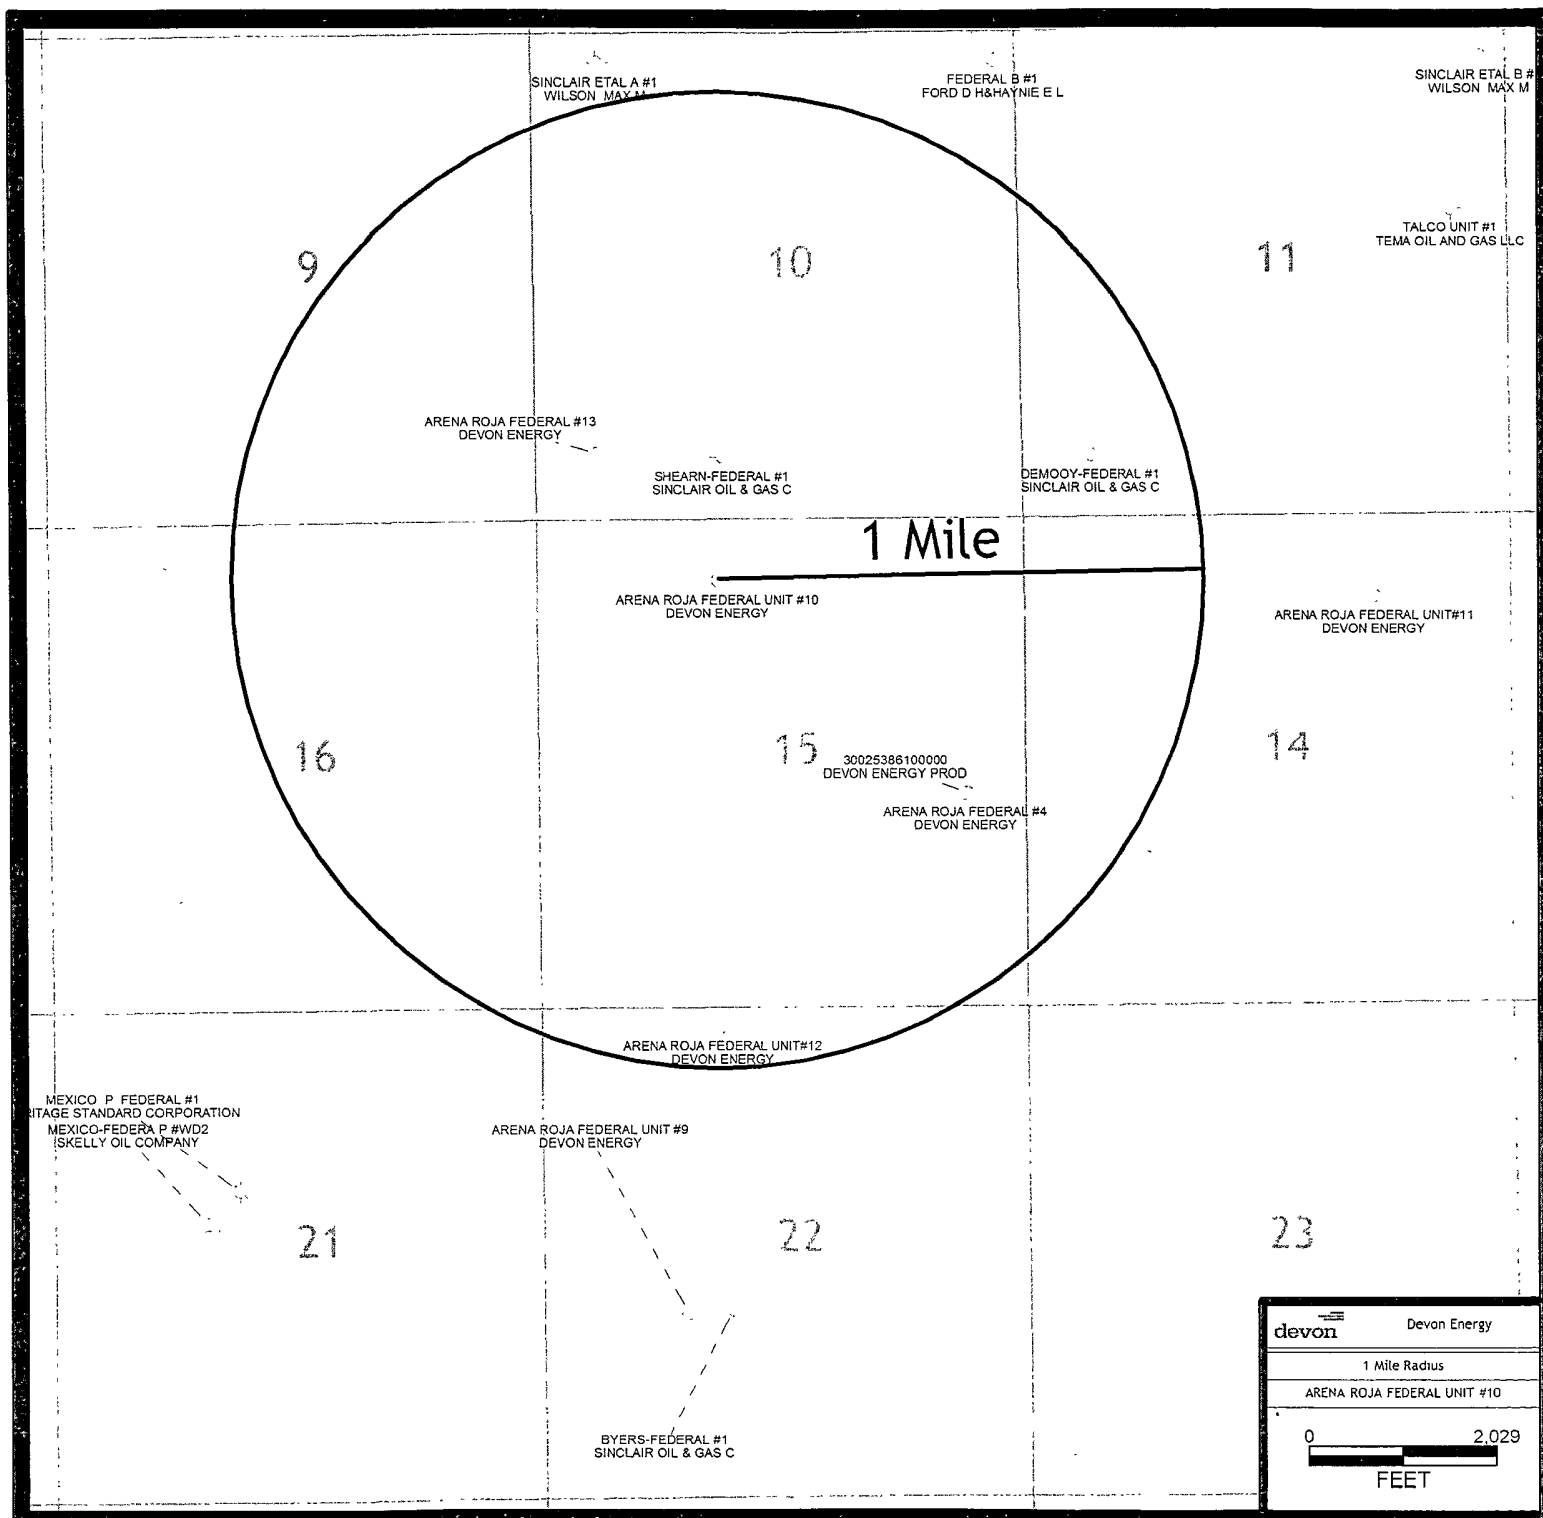 SINCLAIR ETAL A #1
WILSON MAX M
FEDERAL B #1
FORD D H&HAYNIE E L
SINCLAIR ETAL B #
WILSON MAX M
TALCO UNIT #1
TEMA OIL AND GAS LLC
9
10
11
ARENA ROJA FEDERAL #13
DEVON ENERGY
SHEARN-FEDERAL #1
SINCLAIR OIL & GAS C
DEMOOY-FEDERAL #1
SINCLAIR OIL & GAS C
1 Mile
ARENA ROJA FEDERAL UNIT #10
DEVON ENERGY
ARENA ROJA FEDERAL UNIT#11
DEVON ENERGY
16
15
14
30025386100000
DEVON ENERGY PROD
ARENA ROJA FEDERAL #4
DEVON ENERGY
ARENA ROJA FEDERAL UNIT#12
DEVON ENERGY
MEXICO P FEDERAL #1
RITAGE STANDARD CORPORATION
MEXICO-FEDERA P #WD2
SKELLY OIL COMPANY
ARENA ROJA FEDERAL UNIT #9
DEVON ENERGY
21
22
23
BYERS-FEDERAL #1
SINCLAIR OIL & GAS C
devon
Devon Energy
1 Mile Radius
ARENA ROJA FEDERAL UNIT #10
0 2,029
FEET